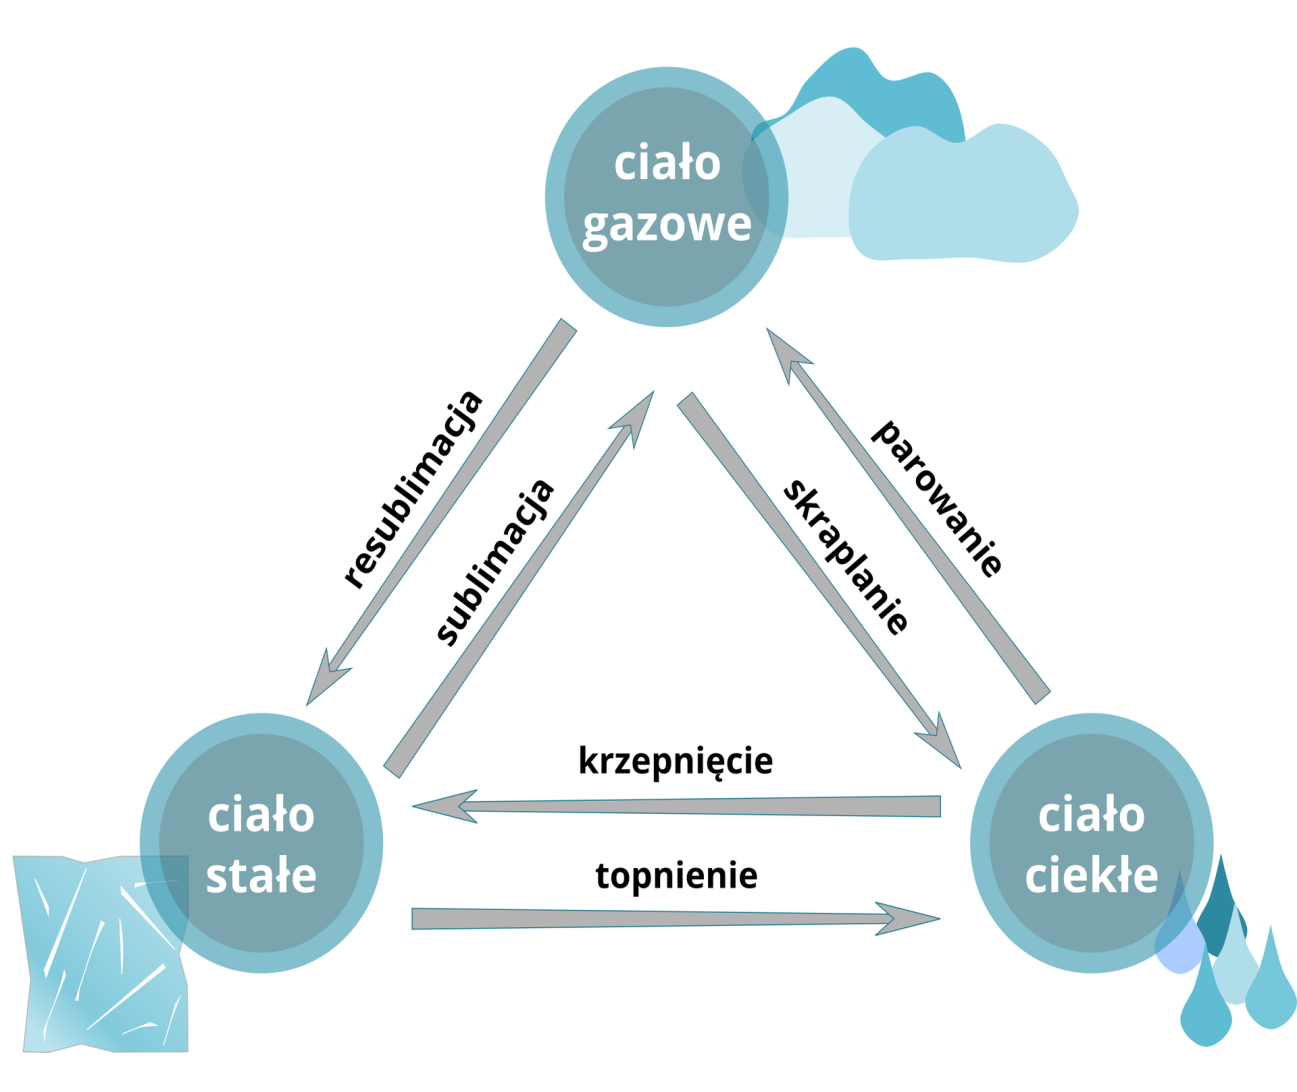 ciało
gazowe
resublimacja
sublimacja
skraplanie
parowanie
krzepnięcie
topnienie
ciało
stałe
ciało
ciekłe